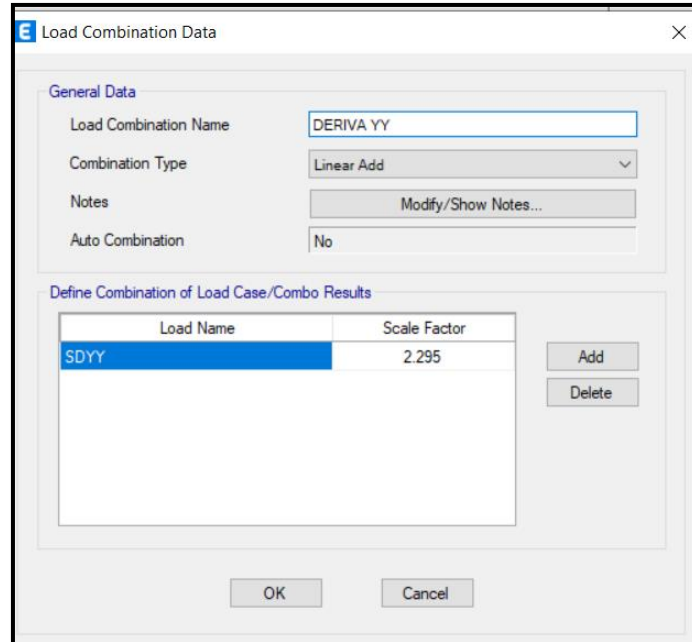 E Load Combination Data
General Data
Load Combination Name DERIVA YY
Combination Type Linear Add
Notes Modify/Show Notes...
Auto Combination No
Define Combination of Load Case/Combo Results
Load Name Scale Factor
SDYY 2.295 Add
Delete
OK Cancel